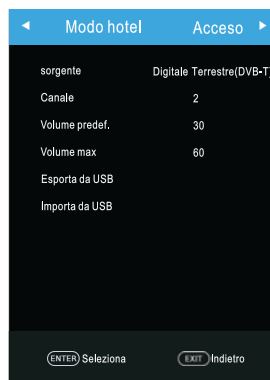 Modo hotel Acceso
sorgente Digitale Terrestre(DVB-T)
Canale 2
Volume predef. 30
Volume max 60
Esporta da USB
Importa da USB
ENTER Seleziona EXIT Indietro